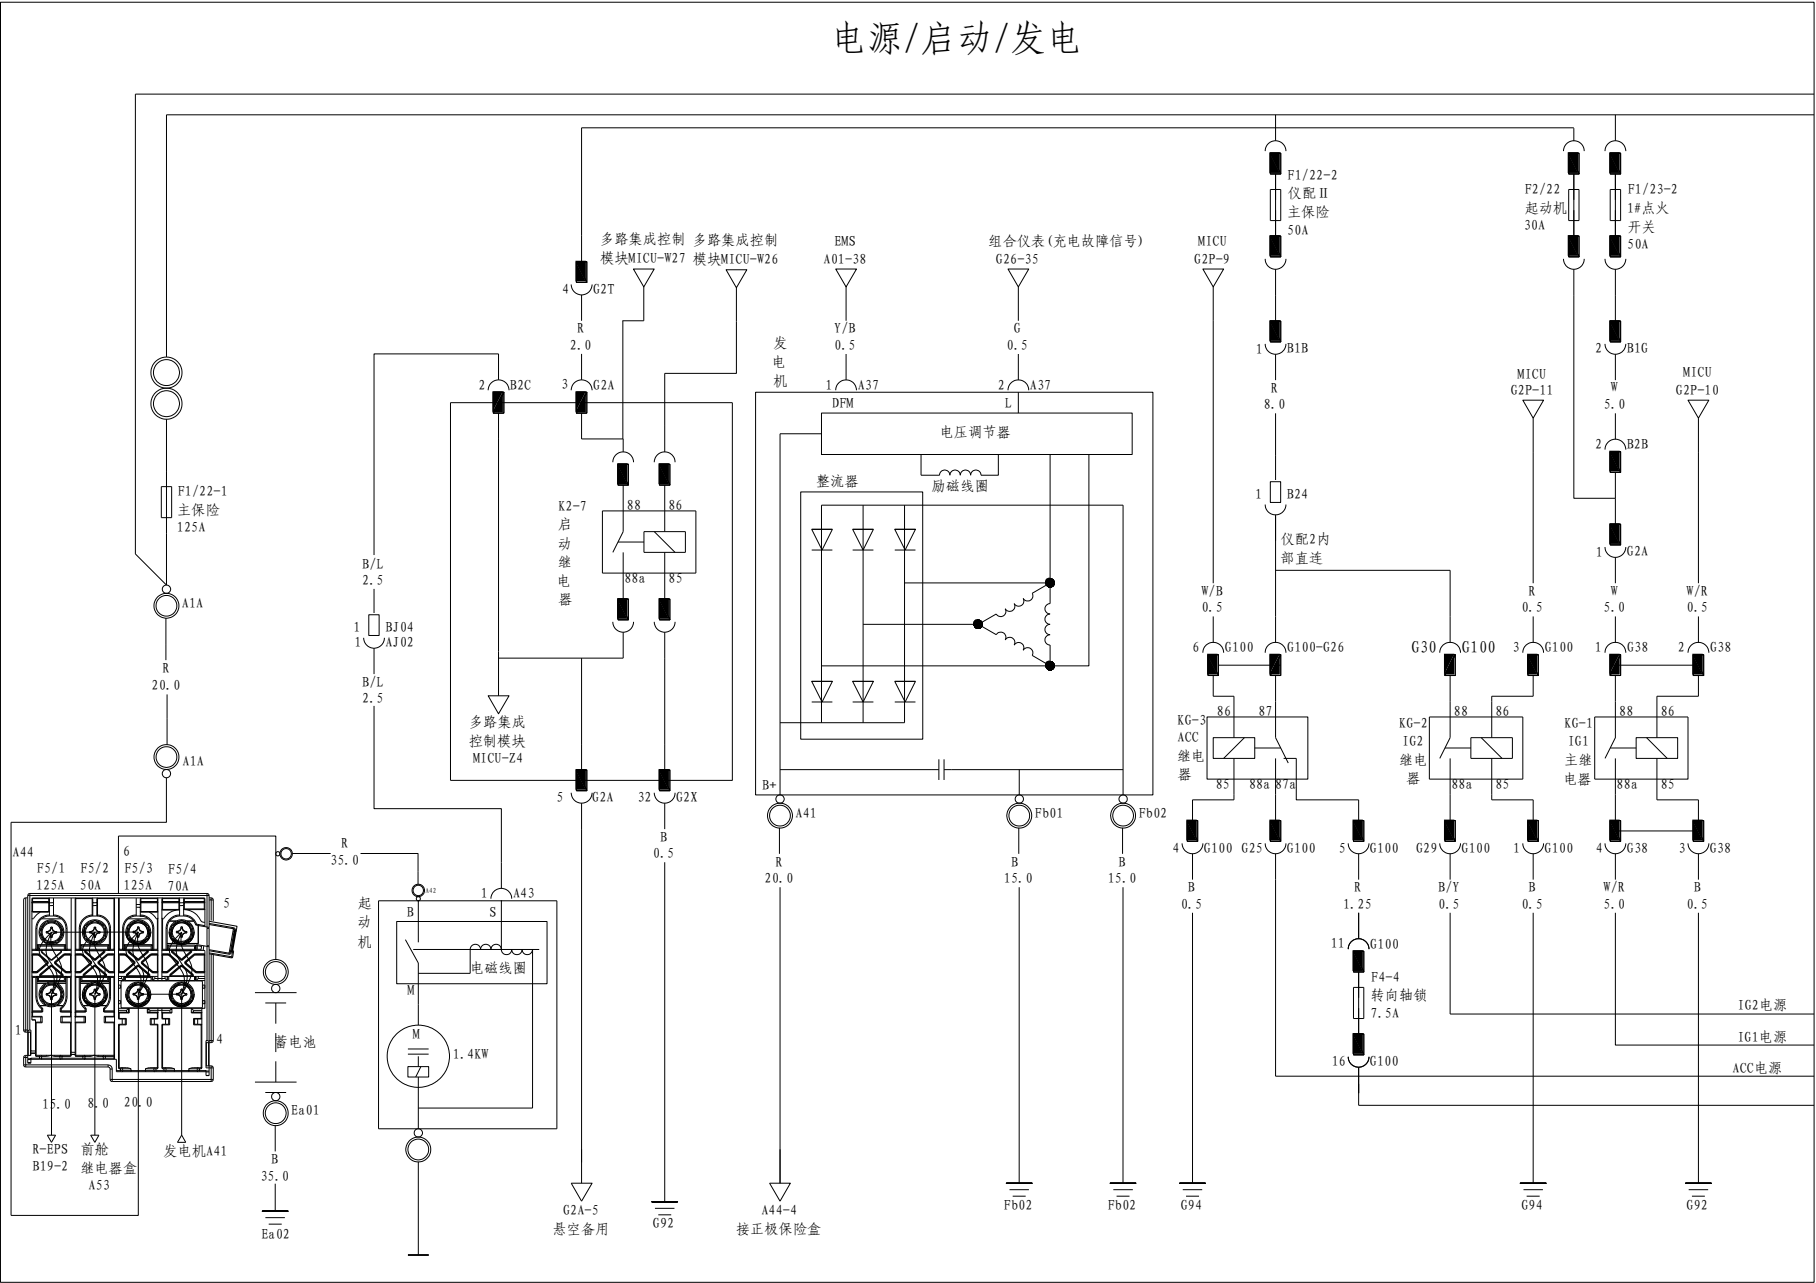 电源/启动/发电
F1/22-2
仪配Ⅱ
主保险
50A
F2/22
起动机
30A
F1/23-2
1#点火
开关
50A
多路集成控制
模块MICU-W27
多路集成控制
模块MICU-W26
EMS
A01-38
组合仪表(充电故障信号)
G26-35
MICU
G2P-9
4 G2T
R
2.0
Y/B
0.5
G
0.5
发电机
1 B1B
2 B1G
MICU
G2P-11
MICU
G2P-10
2 B2C
3 G2A
1 A37
2 A37
R
8.0
W
5.0
DFM
L
电压调节器
2 B2B
整流器
励磁线圈
F1/22-1
主保险
125A
K2-7
启动继电器
88
86
88a
85
1 B24
仪配2内
部直连
1 G2A
B/L
2.5
W/B
0.5
R
0.5
W
5.0
W/R
0.5
A1A
1 BJ04
1 AJ02
R
20.0
B/L
2.5
6 G100
G100-G26
G30 G100
3 G100
1 G38
2 G38
多路集成
控制模块
MICU-Z4
KG-3
ACC
继电器
86
87
85
88a
87a
KG-2
IG2
继电器
88
86
88a
85
KG-1
IG1
主继电器
88
86
88a
85
A1A
B+
5 G2A
32 G2X
A41
Fb01
Fb02
B
0.5
R
20.0
B
15.0
B
15.0
4 G100
G25 G100
5 G100
G29 G100
1 G100
4 G38
3 G38
B
0.5
R
1.25
B/Y
0.5
B
0.5
W/R
5.0
B
0.5
A44
6
F5/1
125A
F5/2
50A
F5/3
125A
F5/4
70A
5
1
4
R
35.0
A42
1 A43
起动机
B
S
电磁线圈
M
M
1.4KW
11 G100
F4-4
转向轴锁
7.5A
16 G100
IG2电源
IG1电源
ACC电源
蓄电池
15.0
8.0
20.0
Ea01
R-EPS
B19-2
前舱
继电器盒
A53
发电机A41
B
35.0
Ea02
G2A-5
悬空备用
G92
A44-4
接正极保险盒
Fb02
Fb02
G94
G94
G92